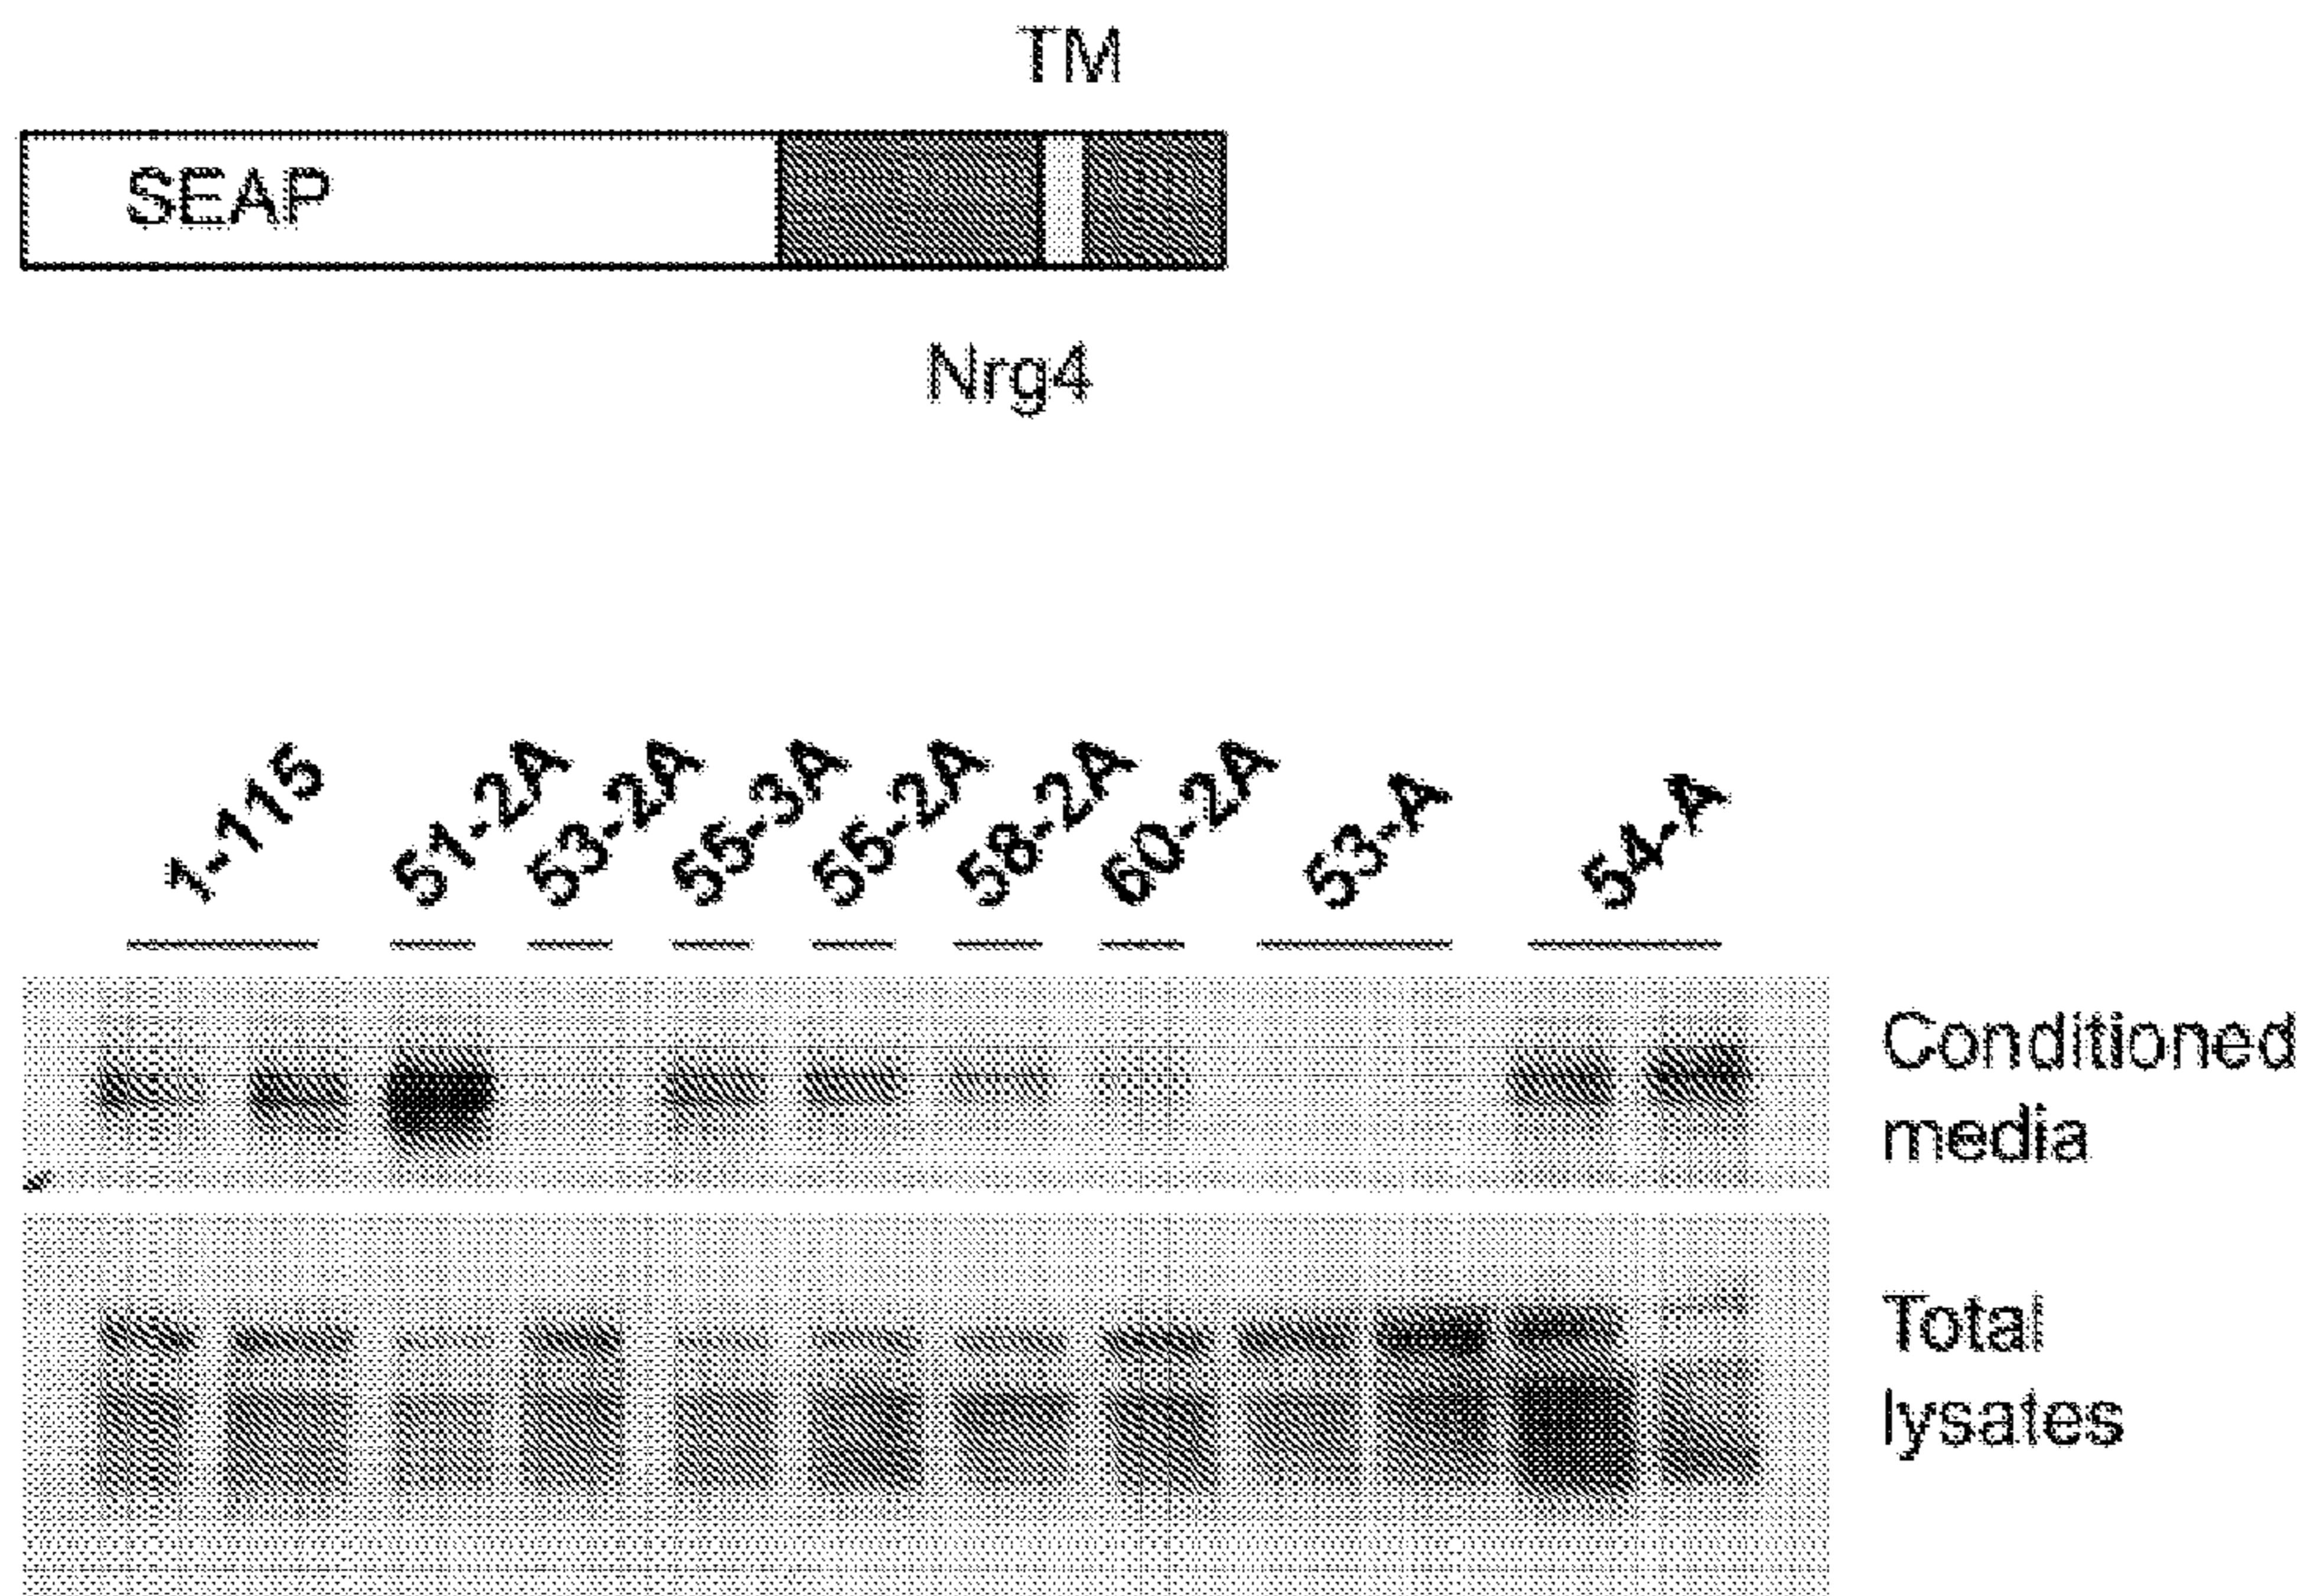 TM
SEAP
Nrg4
1-115
51-2A
53-2A
55-3A
55-2A
58-2A
60-2A
53-A
54-A
Conditioned
media
Total
lysates